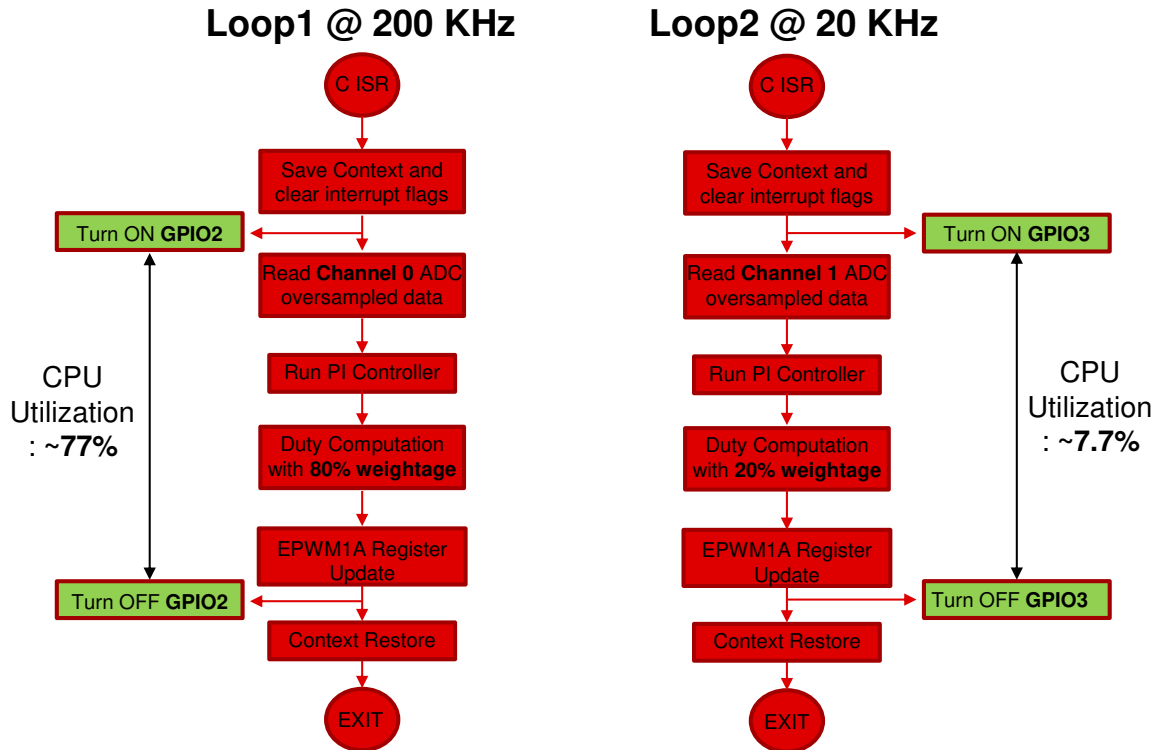 Loop1 @ 200 KHz
C ISR
Save Context and
clear interrupt flags
Turn ON GPIO2
Read Channel 0 ADC
oversampled data
Run PI Controller
CPU
Utilization
: ~77%
Duty Computation
with 80% weightage
EPWM1A Register
Update
Turn OFF GPIO2
Context Restore
EXIT
Loop2 @ 20 KHz
C ISR
Save Context and
clear interrupt flags
Turn ON GPIO3
Read Channel 1 ADC
oversampled data
Run PI Controller
CPU
Utilization
: ~7.7%
Duty Computation
with 20% weightage
EPWM1A Register
Update
Turn OFF GPIO3
Context Restore
EXIT